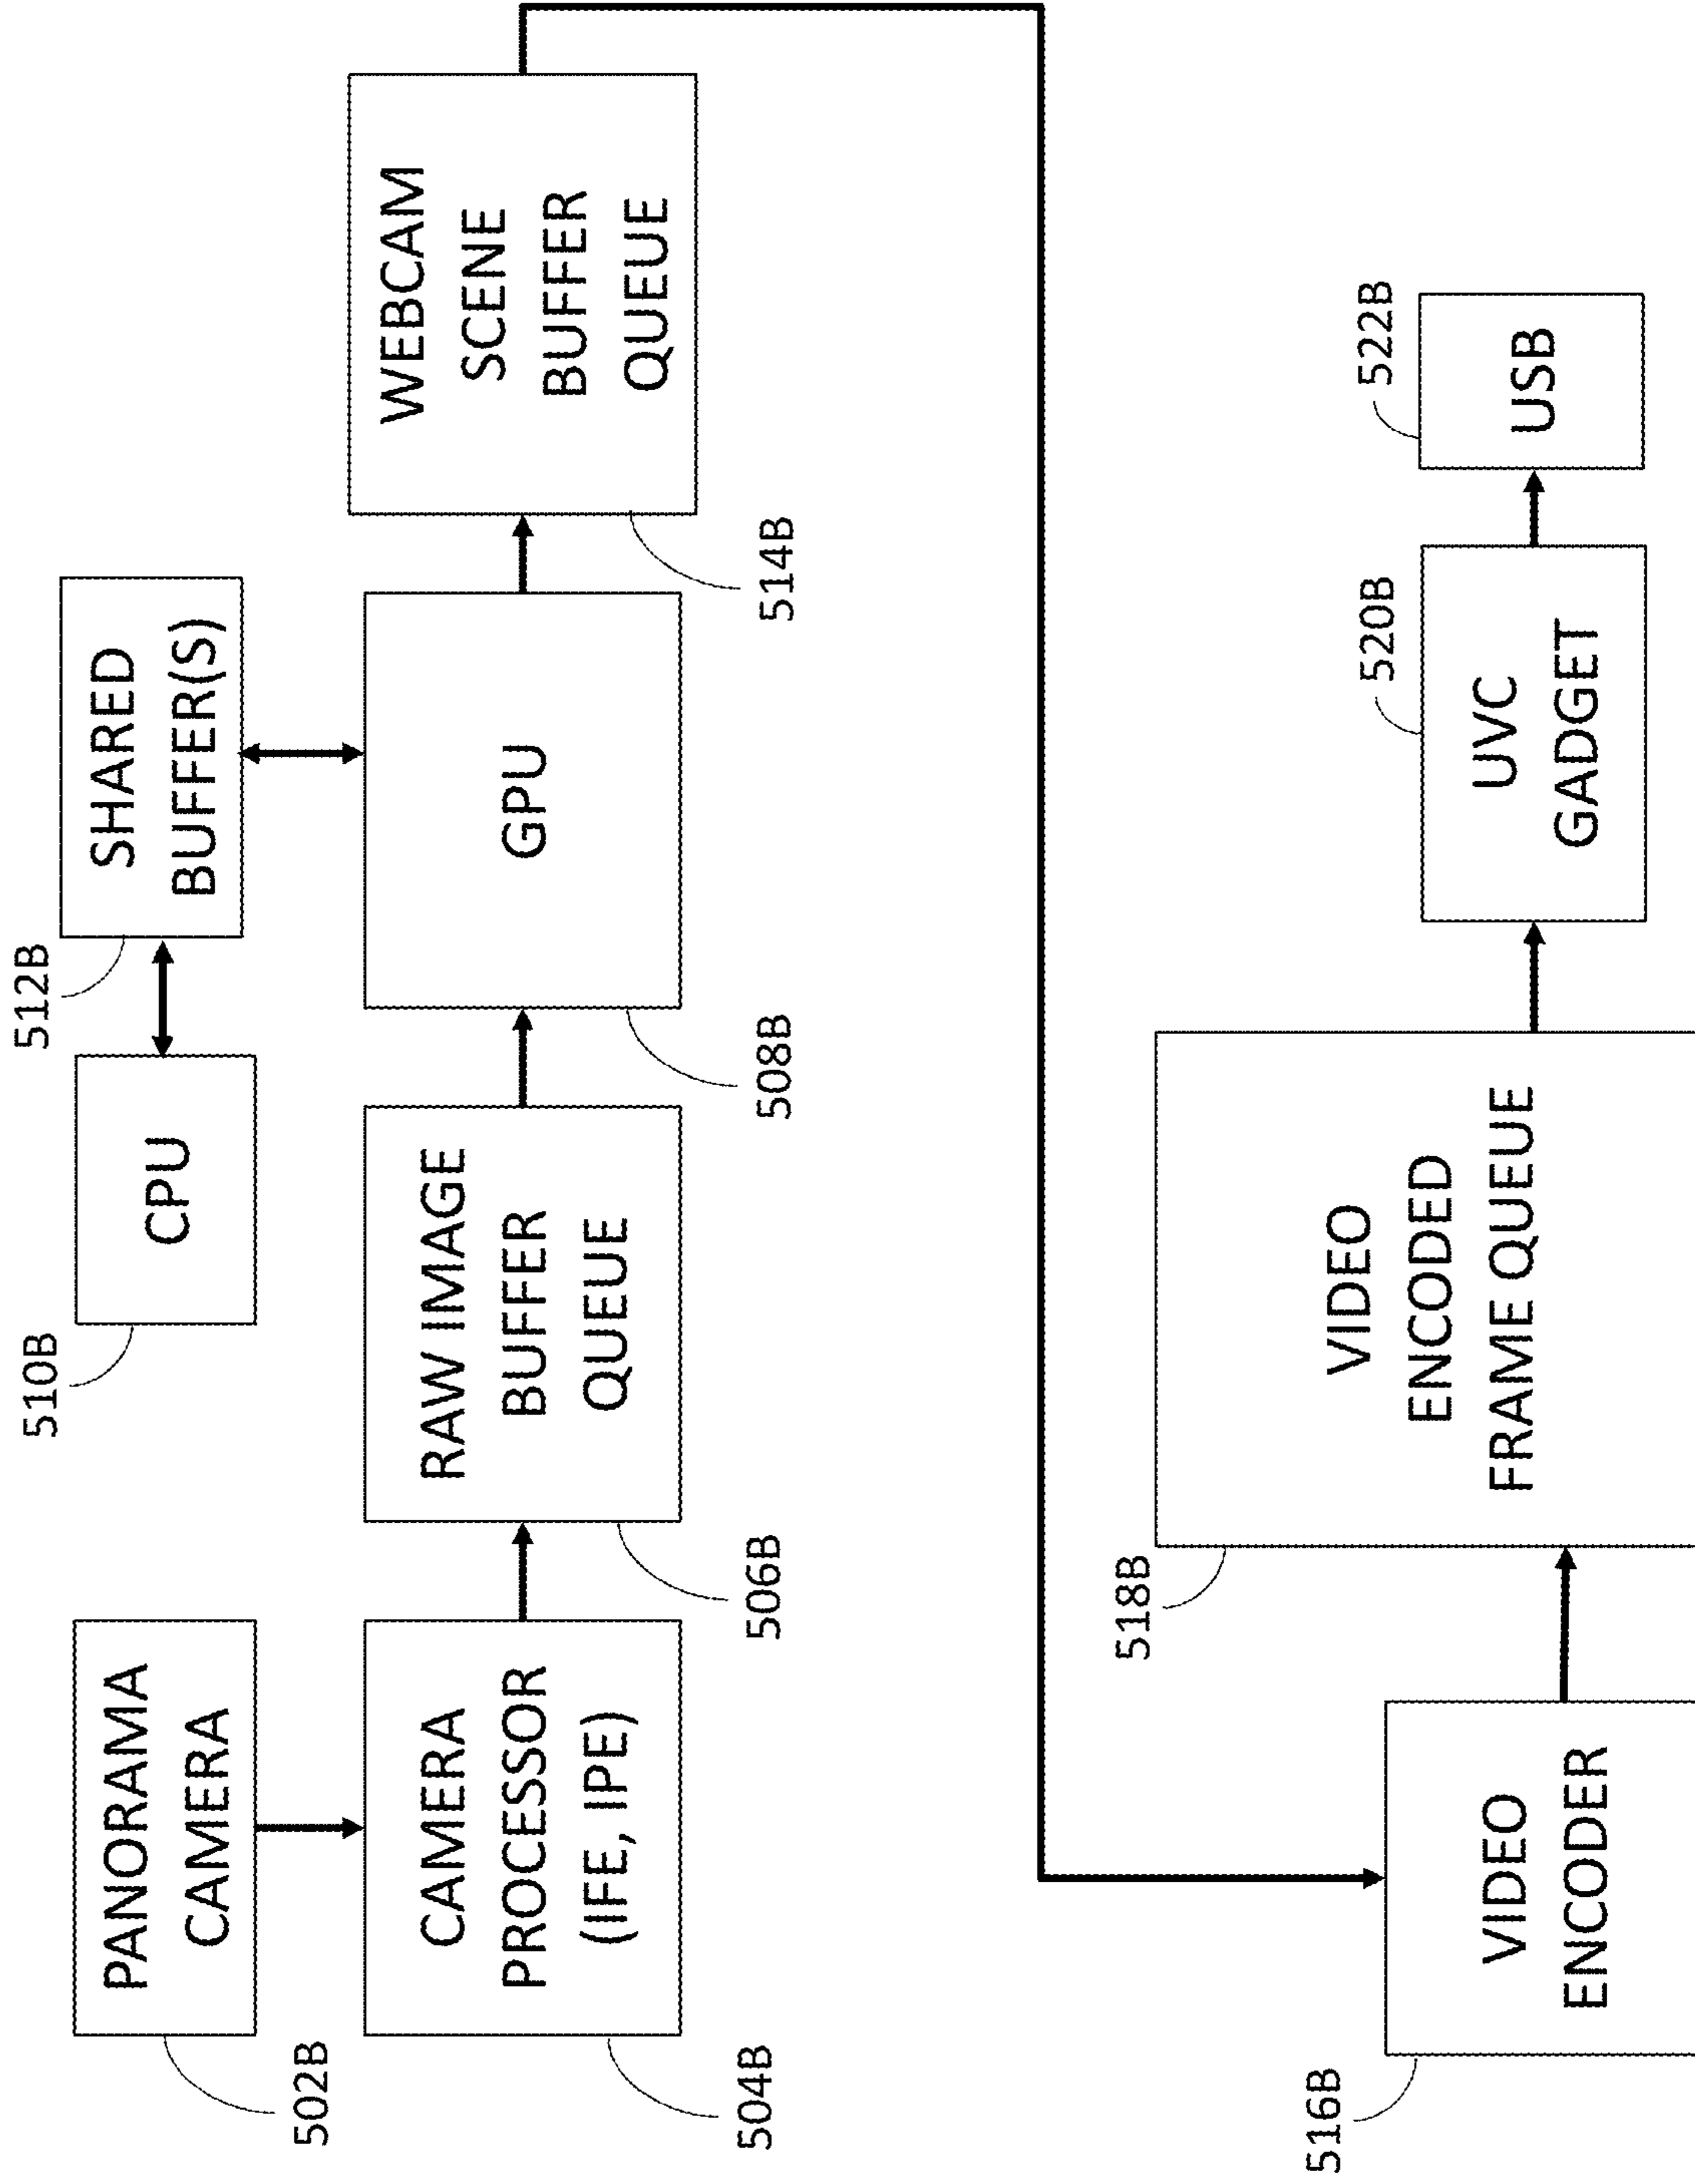 502B
PANORAMA
CAMERA
510B
CPU
512B
SHARED
BUFFER(S)
504B
CAMERA
PROCESSOR
(IFE, IPE)
506B
RAW IMAGE
BUFFER
QUEUE
508B
GPU
514B
WEBCAM
SCENE
BUFFER
QUEUE
516B
VIDEO
ENCODER
518B
VIDEO
ENCODED
FRAME QUEUE
520B
UVC
GADGET
522B
USB